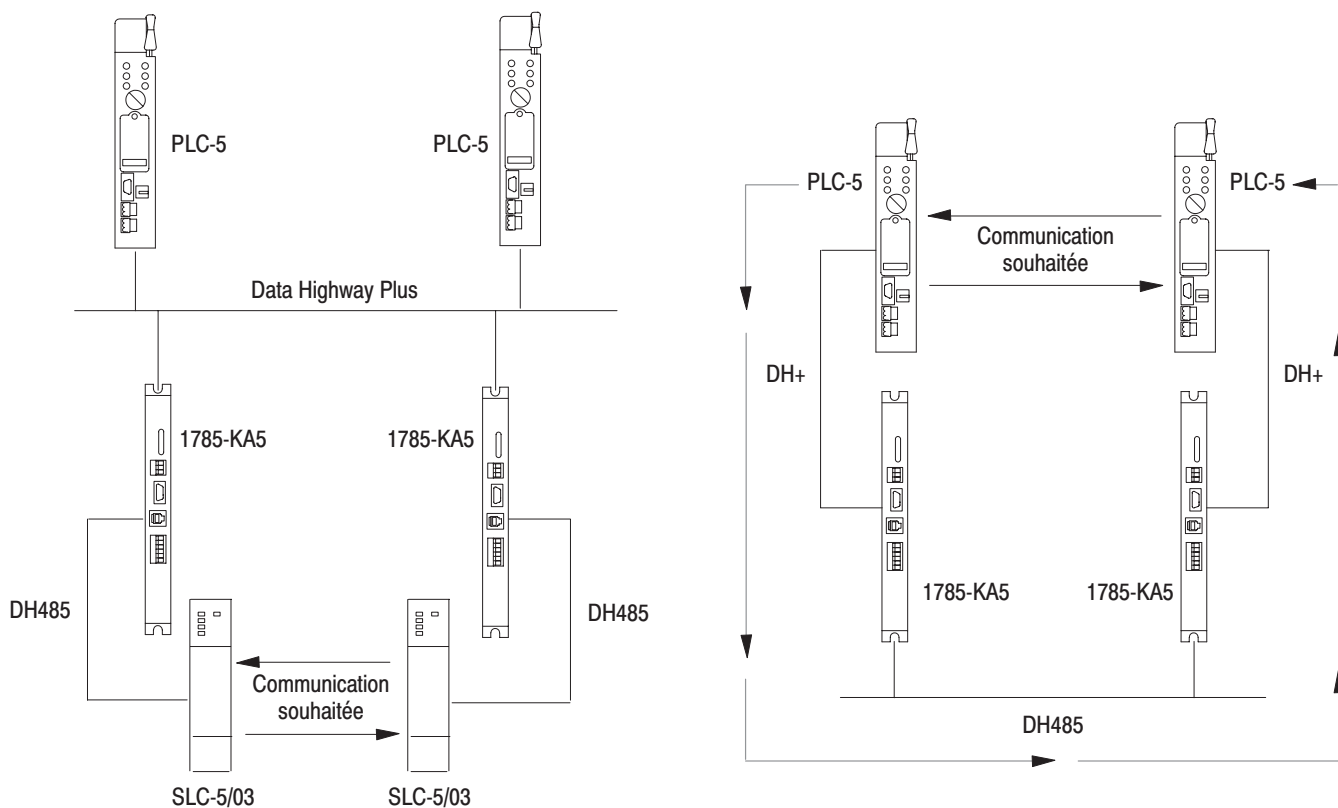 PLC-5
PLC-5
Data Highway Plus
1785-KA5
1785-KA5
DH485
DH485
Communication
souhaitée
SLC-5/03
SLC-5/03
PLC-5
PLC-5
Communication
souhaitée
DH+
DH+
1785-KA5
1785-KA5
DH485